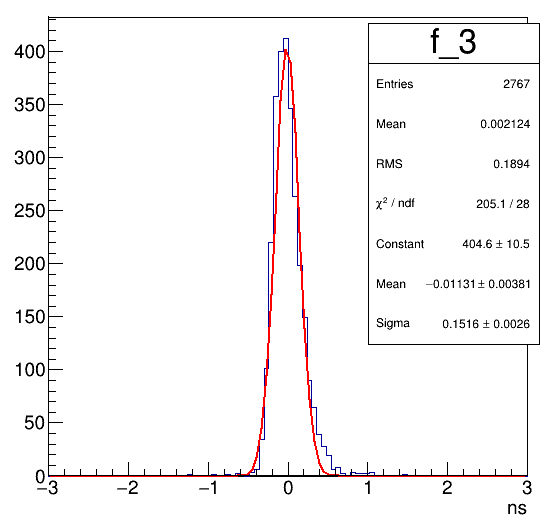 f_3
Entries 2767
Mean 0.002124
RMS 0.1894
χ² / ndf 205.1 / 28
Constant 404.6 ± 10.5
Mean −0.01131 ± 0.00381
Sigma 0.1516 ± 0.0026
400
350
300
250
200
150
100
50
0
−3 −2 −1 0 1 2 3
ns